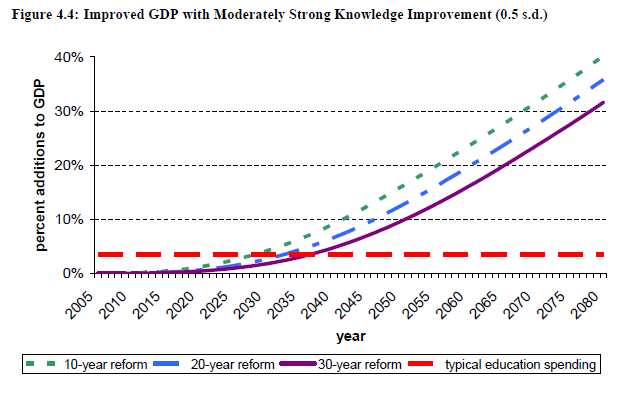 Figure 4.4: Improved GDP with Moderately Strong Knowledge Improvement (0.5 s.d.)
percent additions to GDP
40%
30%
20%
10%
0%
2005 2010 2015 2020 2025 2030 2035 2040 2045 2050 2055 2060 2065 2070 2075 2080
year
10-year reform 20-year reform 30-year reform typical education spending